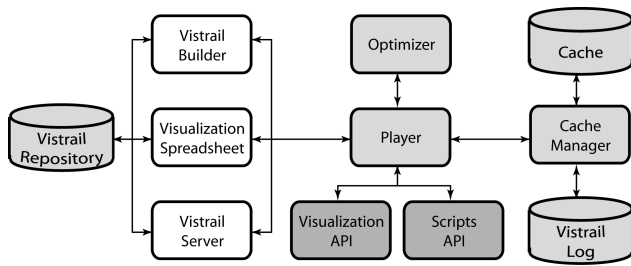 Vistrail
Builder
Optimizer
Cache
Vistrail
Repository
Visualization
Spreadsheet
Player
Cache
Manager
Vistrail
Server
Visualization
API
Scripts
API
Vistrail
Log